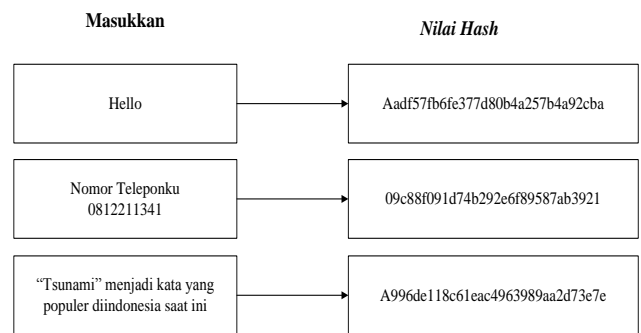 Masukkan
Nilai Hash
Hello
Aadf57fb6fe377d80b4a257b4a92cba
Nomor Teleponku
0812211341
09c88f091d74b292e6f89587ab3921
“Tsunami” menjadi kata yang
populer diindonesia saat ini
A996de118c61eac4963989aa2d73e7e